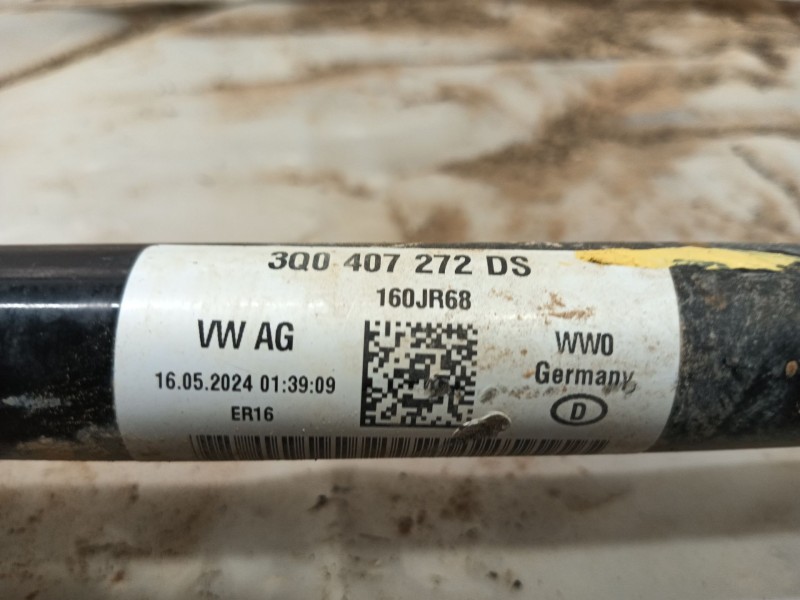 3Q0 407 272 DS
160JR68
VW AG
WW0
Germany
16.05.2024 01:39:09
D
ER16